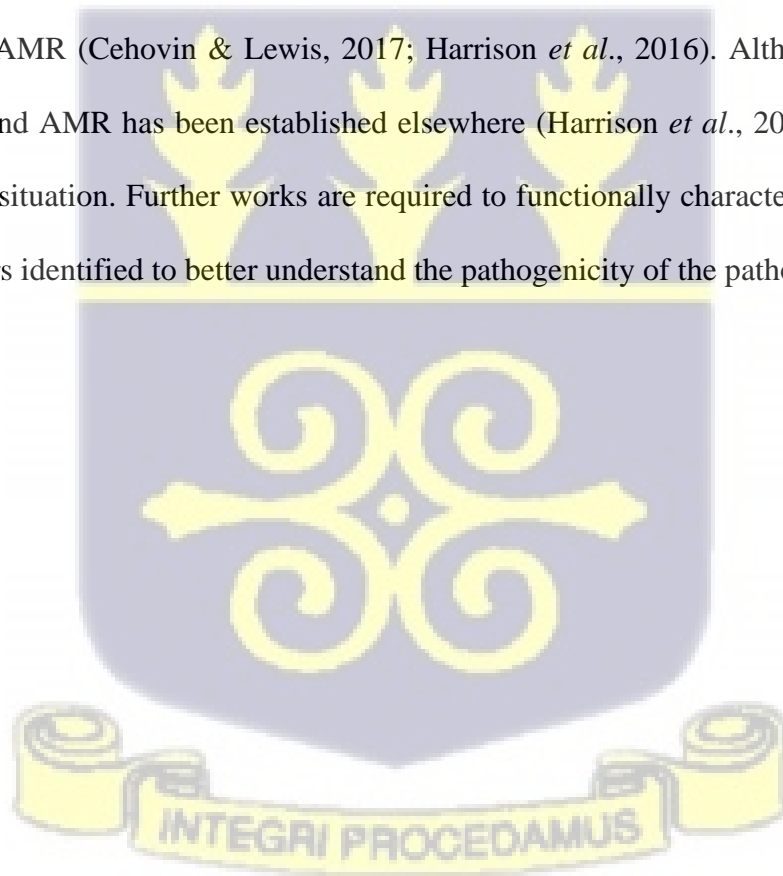 AMR (Cehovin & Lewis, 2017; Harrison et al., 2016). Alth
nd AMR has been established elsewhere (Harrison et al., 20
situation. Further works are required to functionally characte
rs identified to better understand the pathogenicity of the patho
INTEGRI PROCEDAMUS